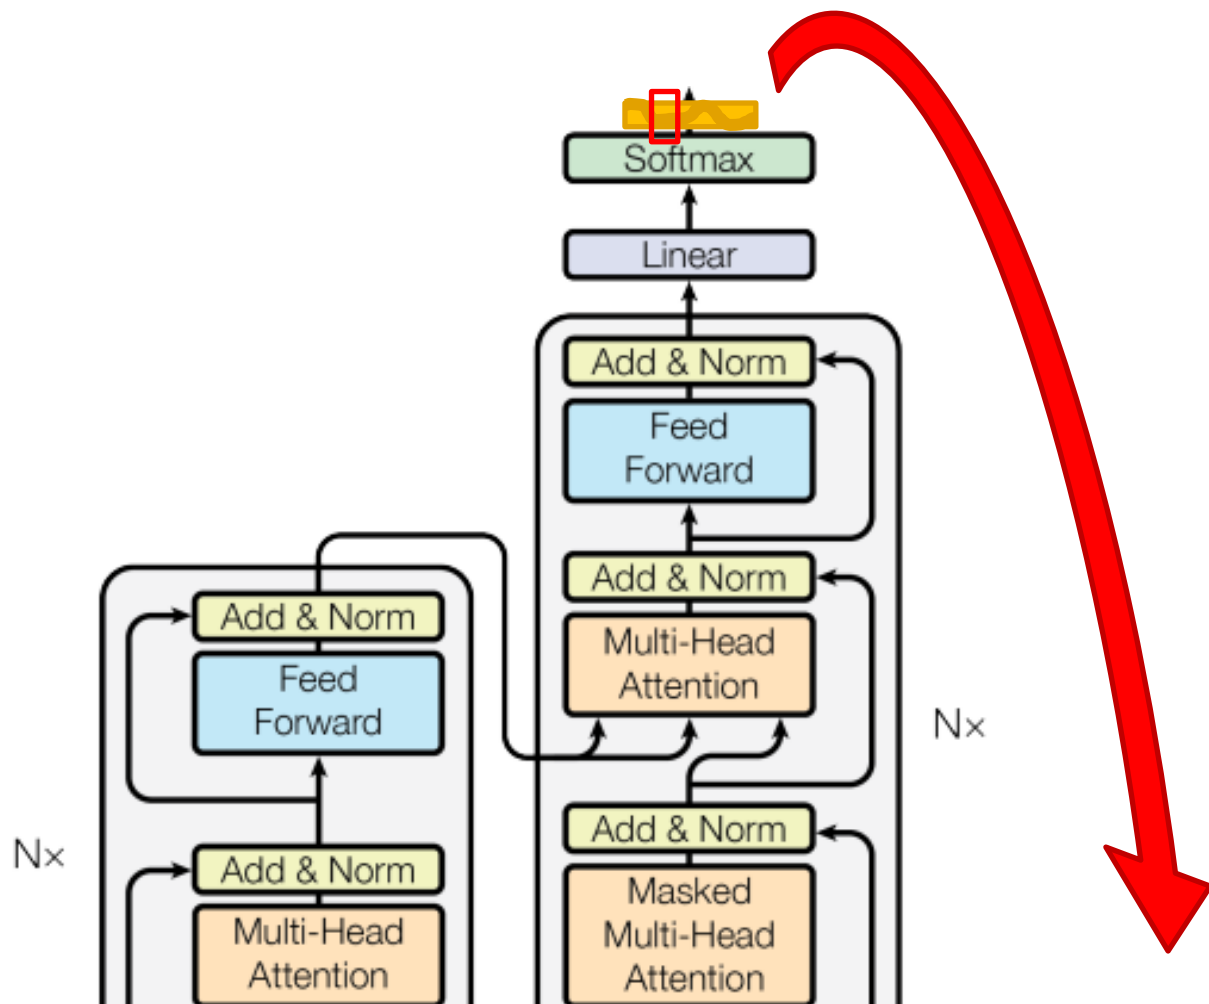 Softmax
Linear
Add & Norm
Feed
Forward
Add & Norm
Multi-Head
Attention
Nx
Add & Norm
Masked
Multi-Head
Attention
Add & Norm
Feed
Forward
Nx
Add & Norm
Multi-Head
Attention